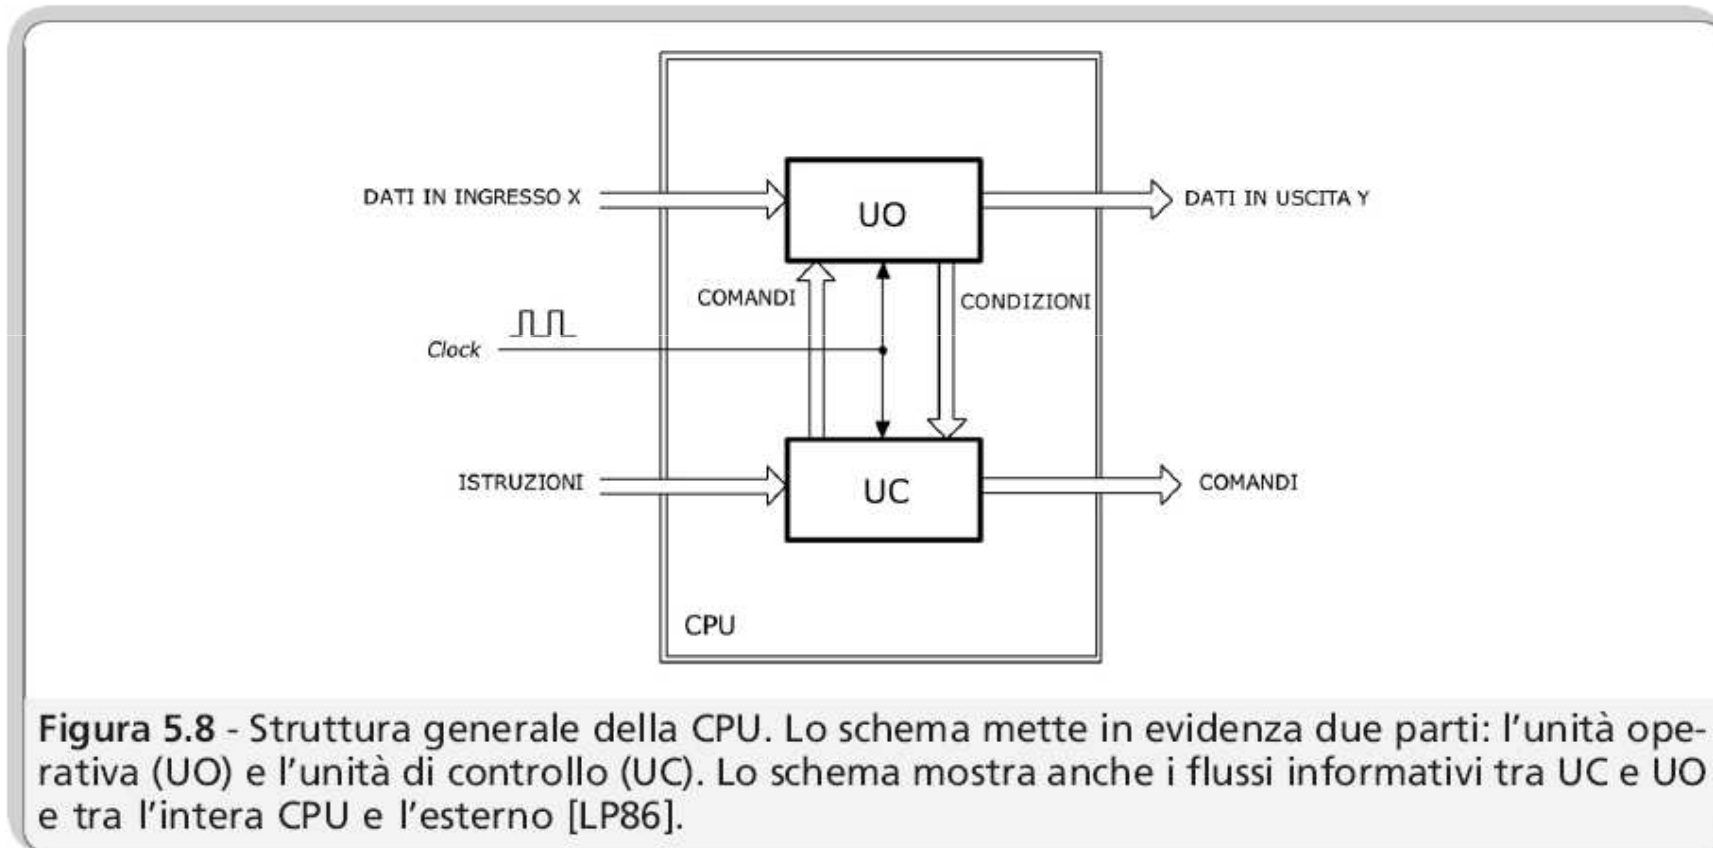 UO
DATI IN INGRESSO X
DATI IN USCITA Y
COMANDI
CONDIZIONI
Clock
ISTRUZIONI
UC
COMANDI
CPU
Figura 5.8 - Struttura generale della CPU. Lo schema mette in evidenza due parti: l'unità ope-
rativa (UO) e l'unità di controllo (UC). Lo schema mostra anche i flussi informativi tra UC e UO
e tra l'intera CPU e l'esterno [LP86].